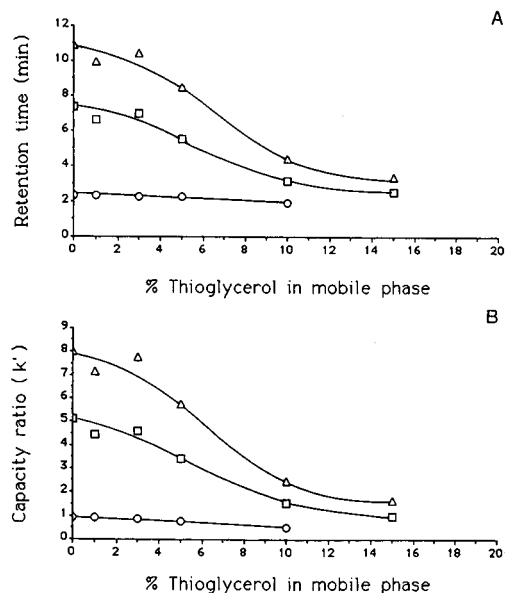 A
Retention time (min)
12
10
8
6
4
2
0
0 2 4 6 8 10 12 14 16 18 20
% Thioglycerol in mobile phase
B
Capacity ratio (k')
9
8
7
6
5
4
3
2
1
0
0 2 4 6 8 10 12 14 16 18 20
% Thioglycerol in mobile phase